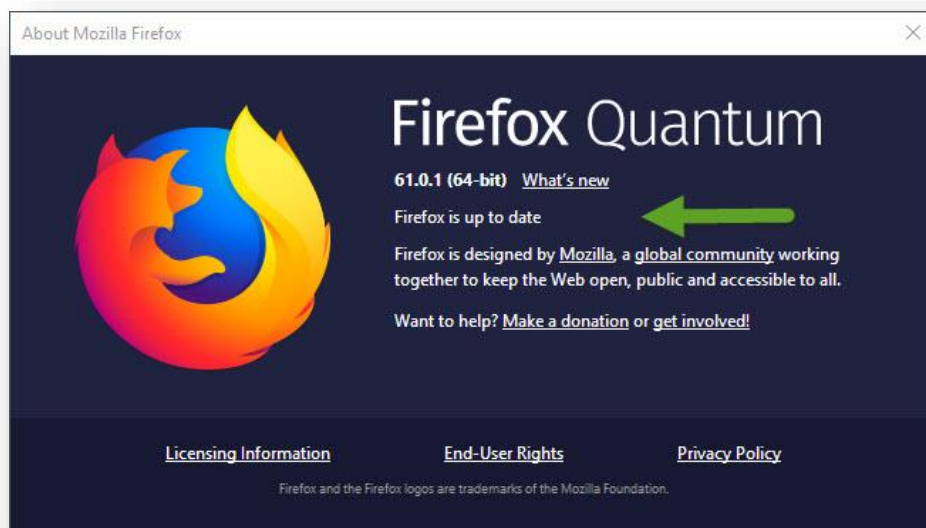 About Mozilla Firefox
Firefox Quantum
61.0.1 (64-bit) What's new
Firefox is up to date
Firefox is designed by Mozilla, a global community working
together to keep the Web open, public and accessible to all.
Want to help? Make a donation or get involved!
Licensing Information End-User Rights Privacy Policy
Firefox and the Firefox logos are trademarks of the Mozilla Foundation.